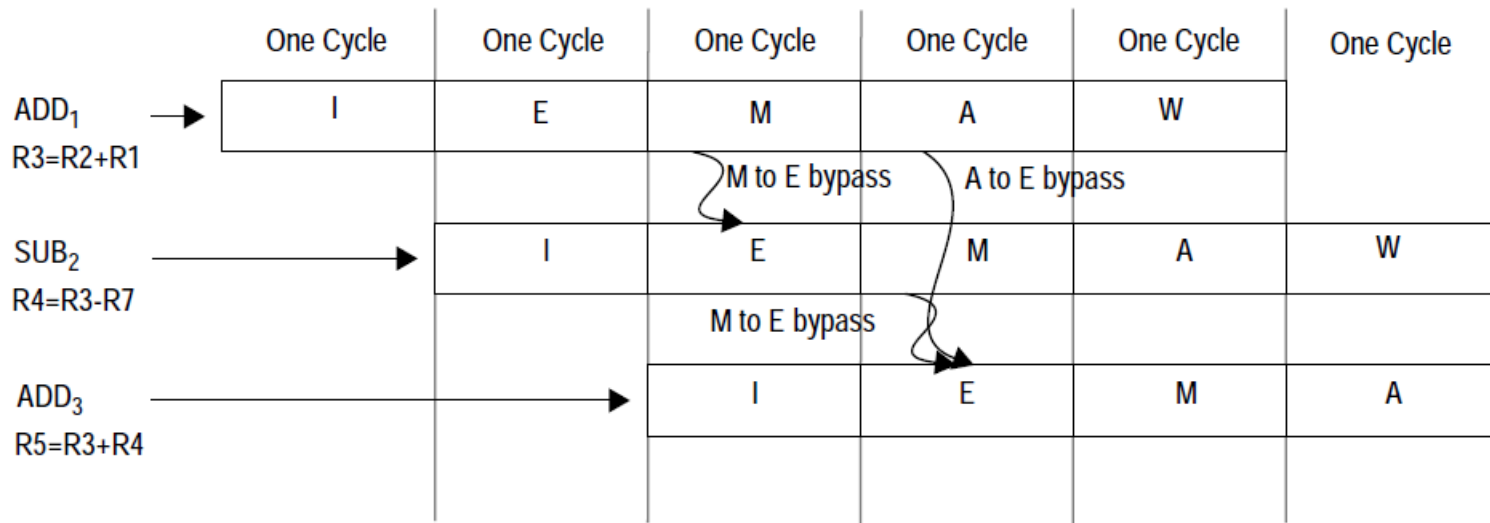 One Cycle One Cycle One Cycle One Cycle One Cycle One Cycle
ADD₁ I E M A W
R3=R2+R1
M to E bypass A to E bypass
SUB₂ I E M A W
R4=R3-R7
M to E bypass
ADD₃ I E M A
R5=R3+R4